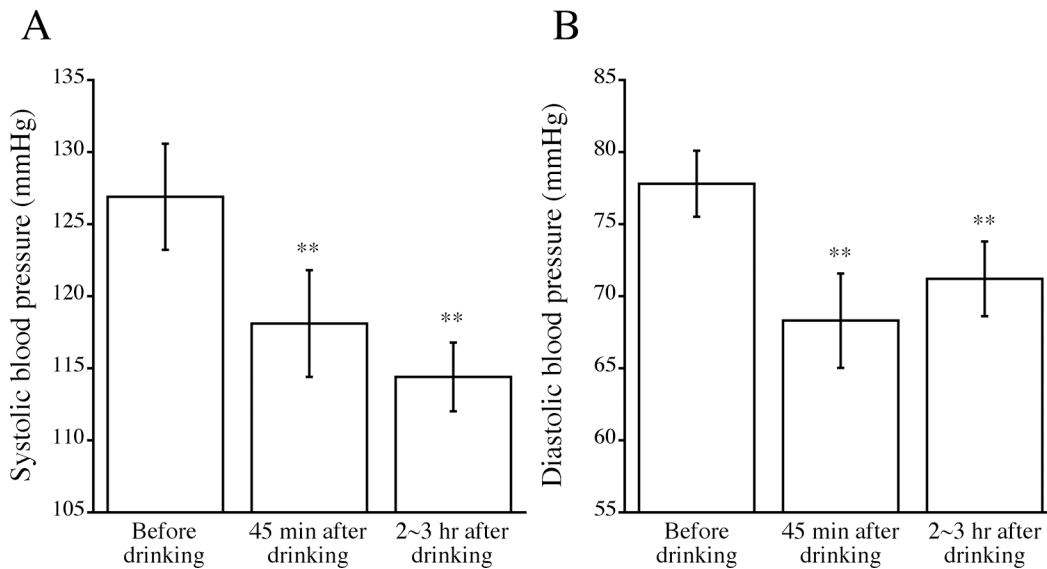 A
Systolic blood pressure (mmHg)
135
130
125
120
115
110
105
**
**
Before
drinking
45 min after
drinking
2~3 hr after
drinking
B
Diastolic blood pressure (mmHg)
85
80
75
70
65
60
55
**
**
Before
drinking
45 min after
drinking
2~3 hr after
drinking